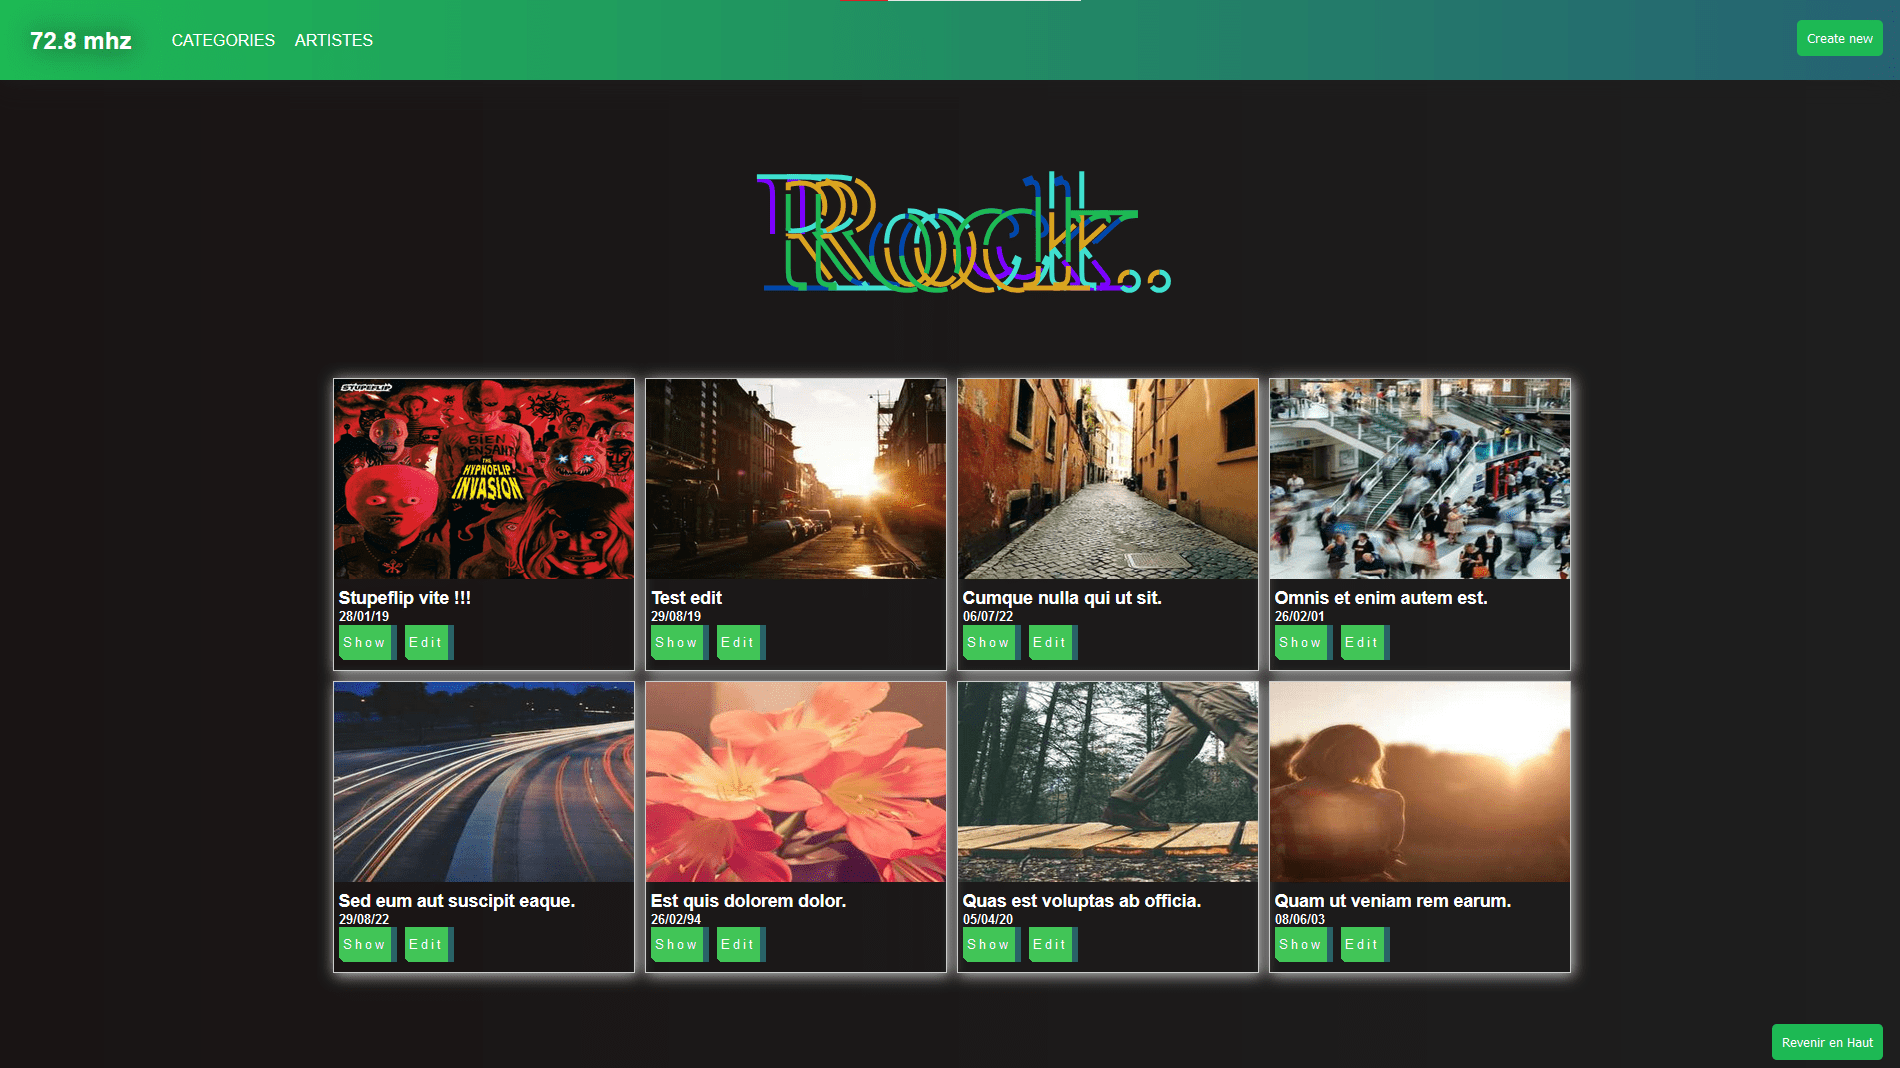 72.8 mhz CATEGORIES ARTISTES Create new
Rock..
STUPEFLIP
BIEN
PENSANT
THE
HYPNOFLIP
INVASION
Stupeflip vite !!!
28/01/19
Show Edit
Test edit
29/08/19
Show Edit
Cumque nulla qui ut sit.
06/07/22
Show Edit
Omnis et enim autem est.
26/02/01
Show Edit
Sed eum aut suscipit eaque.
29/08/22
Show Edit
Est quis dolorem dolor.
26/02/94
Show Edit
Quas est voluptas ab officia.
05/04/20
Show Edit
Quam ut veniam rem earum.
08/06/03
Show Edit
Revenir en Haut